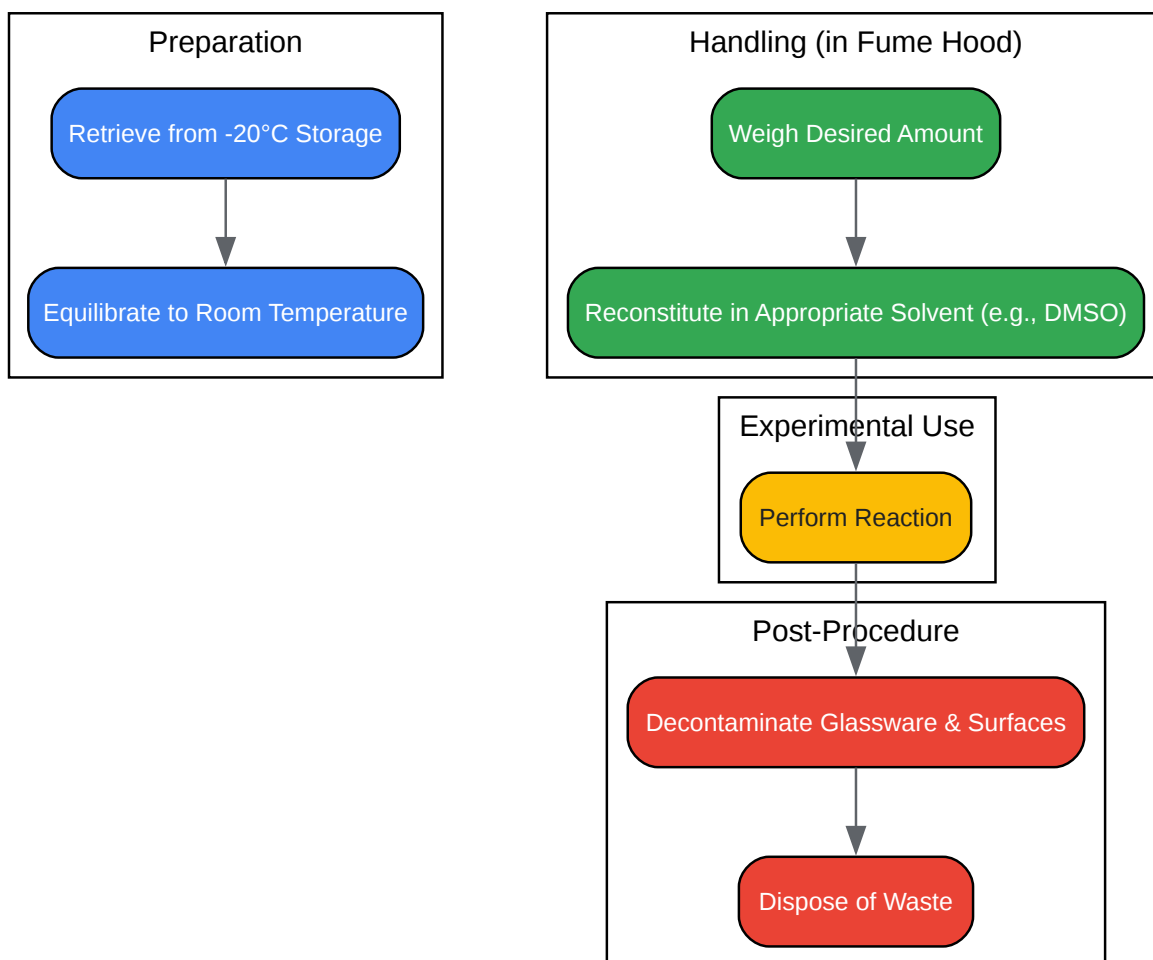 Preparation
Retrieve from -20°C Storage
Equilibrate to Room Temperature
Handling (in Fume Hood)
Weigh Desired Amount
Reconstitute in Appropriate Solvent (e.g., DMSO)
Experimental Use
Perform Reaction
Post-Procedure
Decontaminate Glassware & Surfaces
Dispose of Waste